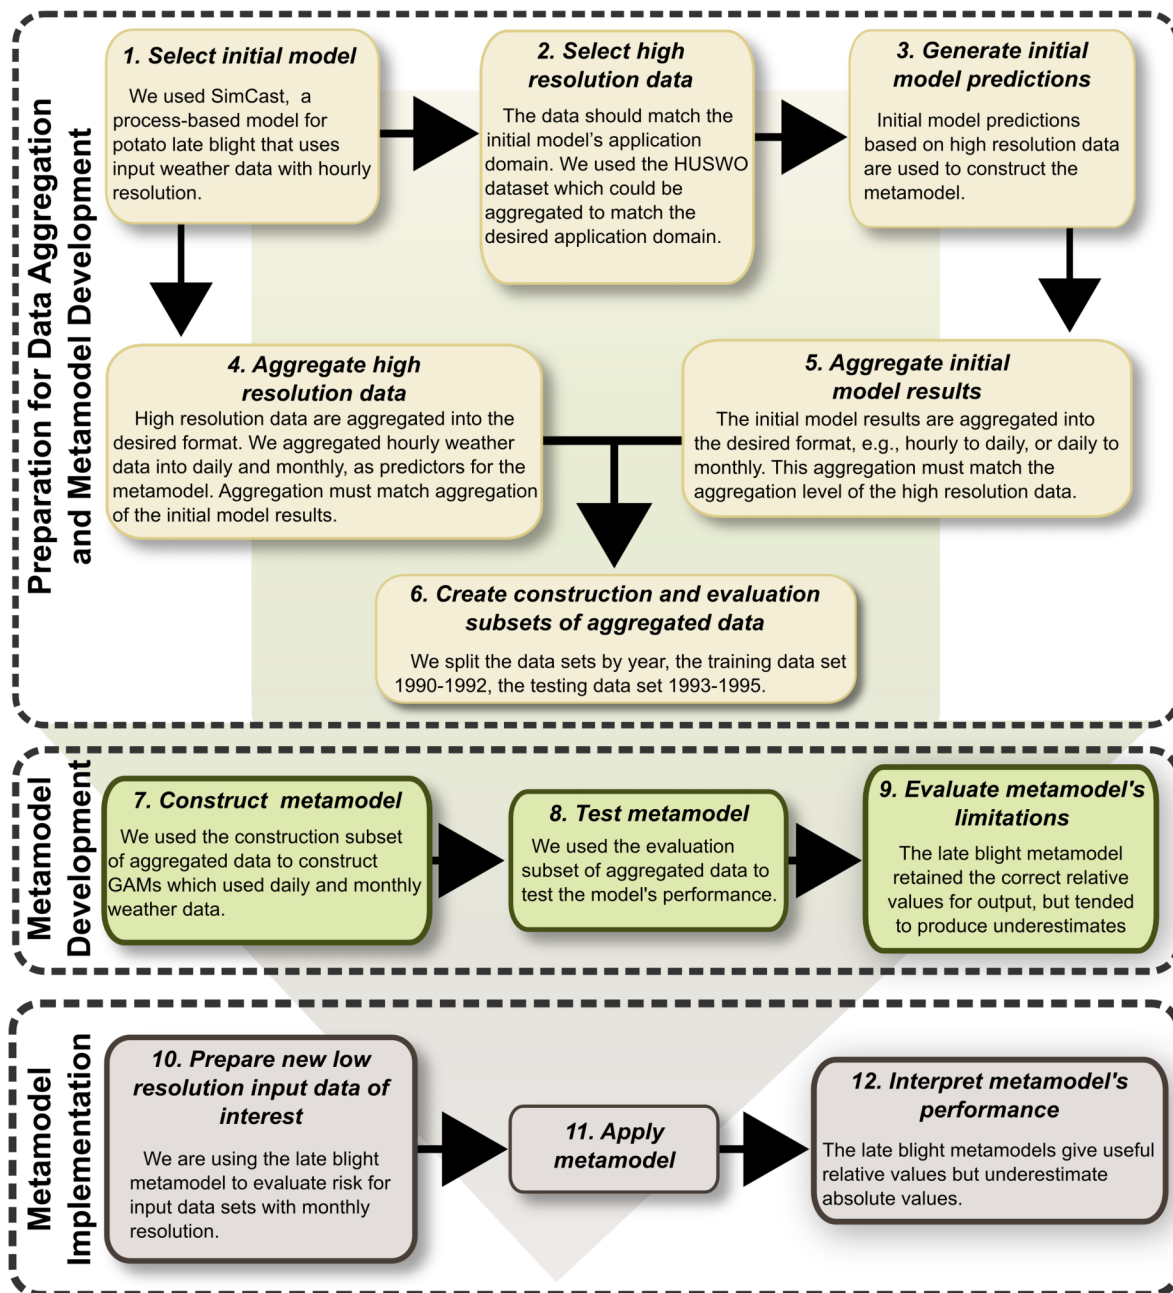 Preparation for Data Aggregation
and Metamodel Development
1. Select initial model
We used SimCast, a
process-based model for
potato late blight that uses
input weather data with hourly
resolution.
2. Select high
resolution data
The data should match the
initial model's application
domain. We used the HUSWO
dataset which could be
aggregated to match the
desired application domain.
3. Generate initial
model predictions
Initial model predictions
based on high resolution data
are used to construct the
metamodel.
4. Aggregate high
resolution data
High resolution data are aggregated into the
desired format. We aggregated hourly weather
data into daily and monthly, as predictors for the
metamodel. Aggregation must match aggregation
of the initial model results.
5. Aggregate initial
model results
The initial model results are aggregated into
the desired format, e.g., hourly to daily, or daily to
monthly. This aggregation must match the
aggregation level of the high resolution data.
6. Create construction and evaluation
subsets of aggregated data
We split the data sets by year, the training data set
1990-1992, the testing data set 1993-1995.
Metamodel
Development
7. Construct metamodel
We used the construction subset
of aggregated data to construct
GAMs which used daily and monthly
weather data.
8. Test metamodel
We used the evaluation
subset of aggregated data to
test the model's performance.
9. Evaluate metamodel's
limitations
The late blight metamodel
retained the correct relative
values for output, but tended
to produce underestimates
Metamodel
Implementation
10. Prepare new low
resolution input data of
interest
We are using the late blight
metamodel to evaluate risk for
input data sets with monthly
resolution.
11. Apply
metamodel
12. Interpret metamodel's
performance
The late blight metamodels give useful
relative values but underestimate
absolute values.